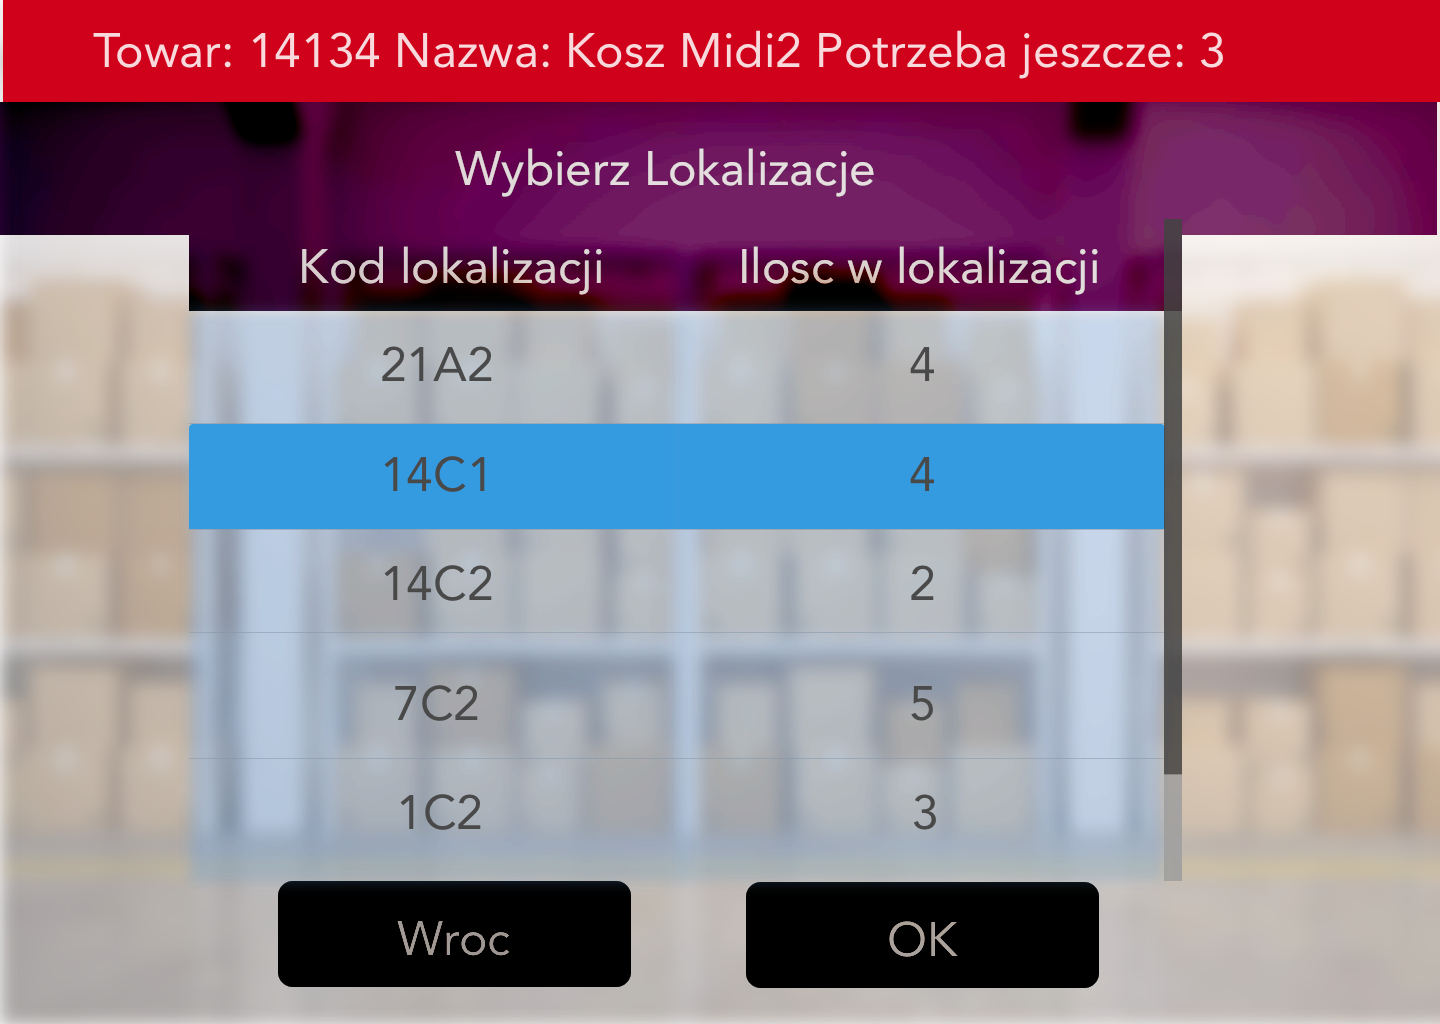 Towar: 14134 Nazwa: Kosz Midi2 Potrzeba jeszcze: 3
Wybierz Lokalizacje
Kod lokalizacji Ilosc w lokalizacji
21A2 4
14C1 4
14C2 2
7C2 5
1C2 3
Wroc OK